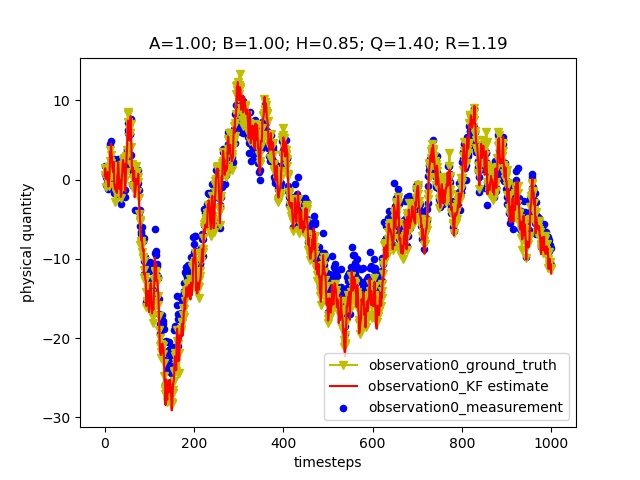 A=1.00; B=1.00; H=0.85; Q=1.40; R=1.19
physical quantity
10
0
−10
−20
−30
0 200 400 600 800 1000
timesteps
observation0_ground_truth
observation0_KF estimate
observation0_measurement